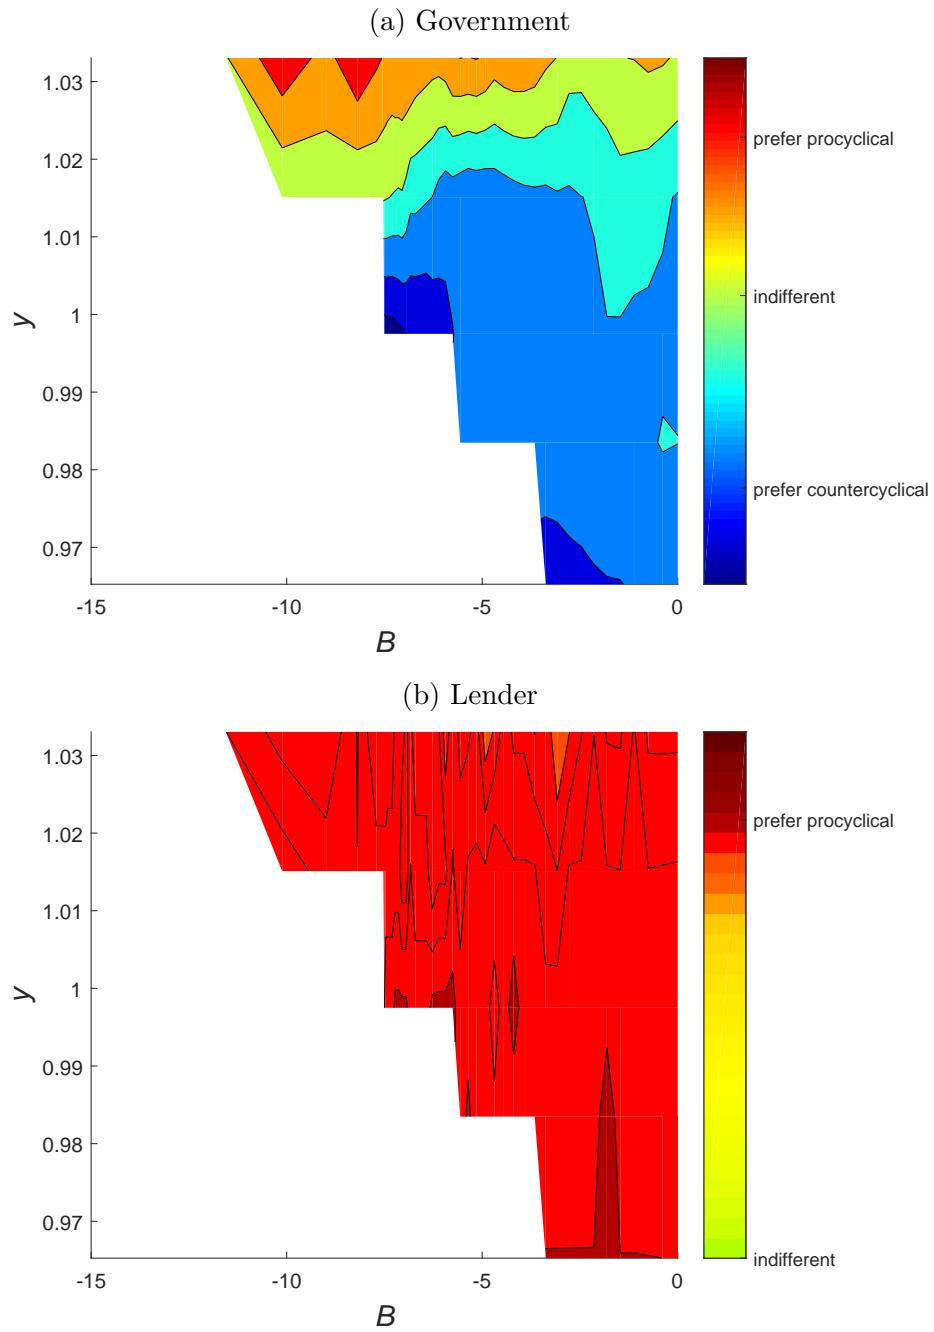 (a) Government
1.03
1.02
1.01
1
0.99
0.98
0.97
y
-15
-10
-5
0
B
prefer procyclical
indifferent
prefer countercyclical
(b) Lender
1.03
1.02
1.01
1
0.99
0.98
0.97
y
-15
-10
-5
0
B
prefer procyclical
indifferent